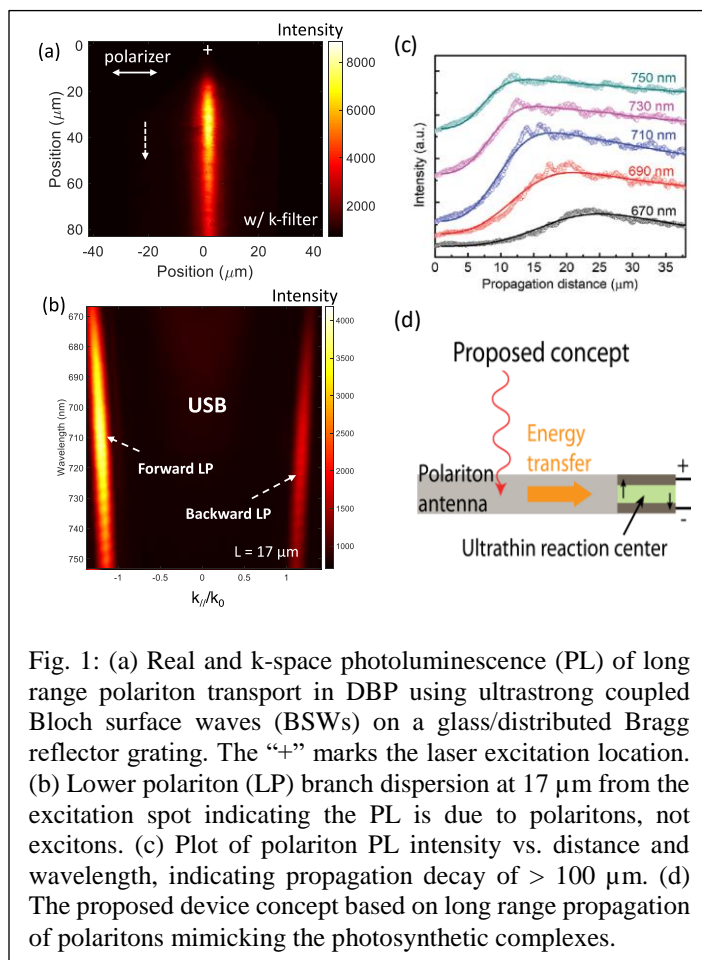 (a)
Intensity
0
20
40
60
80
Position (μm)
+
polarizer
w/ k-filter
-40
-20
0
20
40
Position (μm)
8000
6000
4000
2000
(b)
Intensity
670
680
690
700
710
720
730
740
750
Wavelength (nm)
USB
Forward LP
Backward LP
L = 17 μm
-1
0
1
k///k0
4000
3500
3000
2500
2000
1500
1000
(c)
Intensity (a.u.)
750 nm
730 nm
710 nm
690 nm
670 nm
0
5
10
15
20
25
30
35
Propagation distance (μm)
(d)
Proposed concept
Energy
transfer
Polariton
antenna
+
-
Ultrathin reaction center
Fig. 1: (a) Real and k-space photoluminescence (PL) of long
range polariton transport in DBP using ultrastrong coupled
Bloch surface waves (BSWs) on a glass/distributed Bragg
reflector grating. The “+” marks the laser excitation location.
(b) Lower polariton (LP) branch dispersion at 17 μm from the
excitation spot indicating the PL is due to polaritons, not
excitons. (c) Plot of polariton PL intensity vs. distance and
wavelength, indicating propagation decay of > 100 μm. (d)
The proposed device concept based on long range propagation
of polaritons mimicking the photosynthetic complexes.